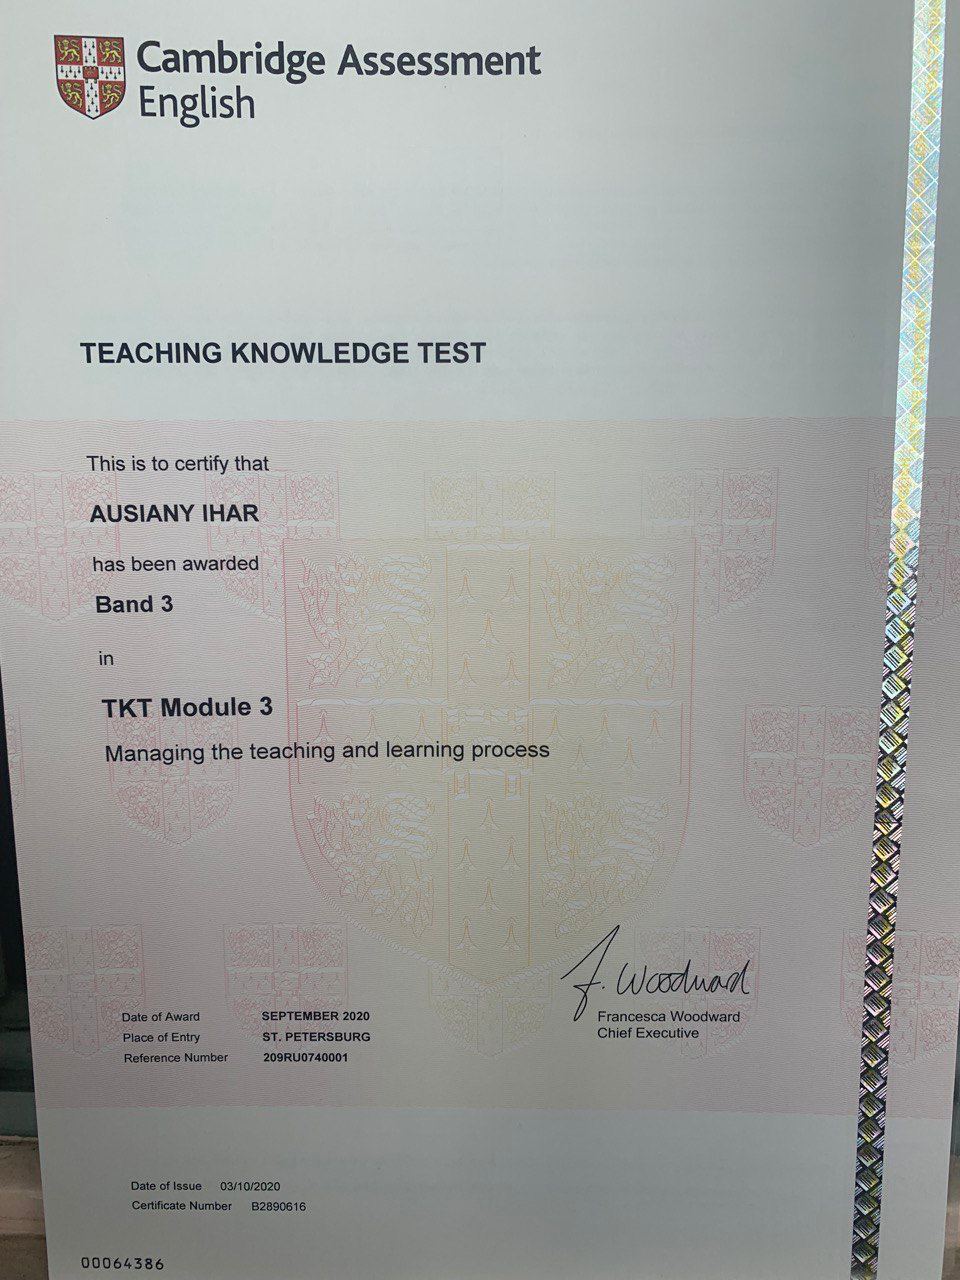 Cambridge Assessment
English
TEACHING KNOWLEDGE TEST
This is to certify that
AUSIANY IHAR
has been awarded
Band 3
in
TKT Module 3
Managing the teaching and learning process
F. Woodward
Francesca Woodward
Chief Executive
Date of Award SEPTEMBER 2020
Place of Entry ST. PETERSBURG
Reference Number 209RU0740001
Date of Issue 03/10/2020
Certificate Number B2890616
00064386